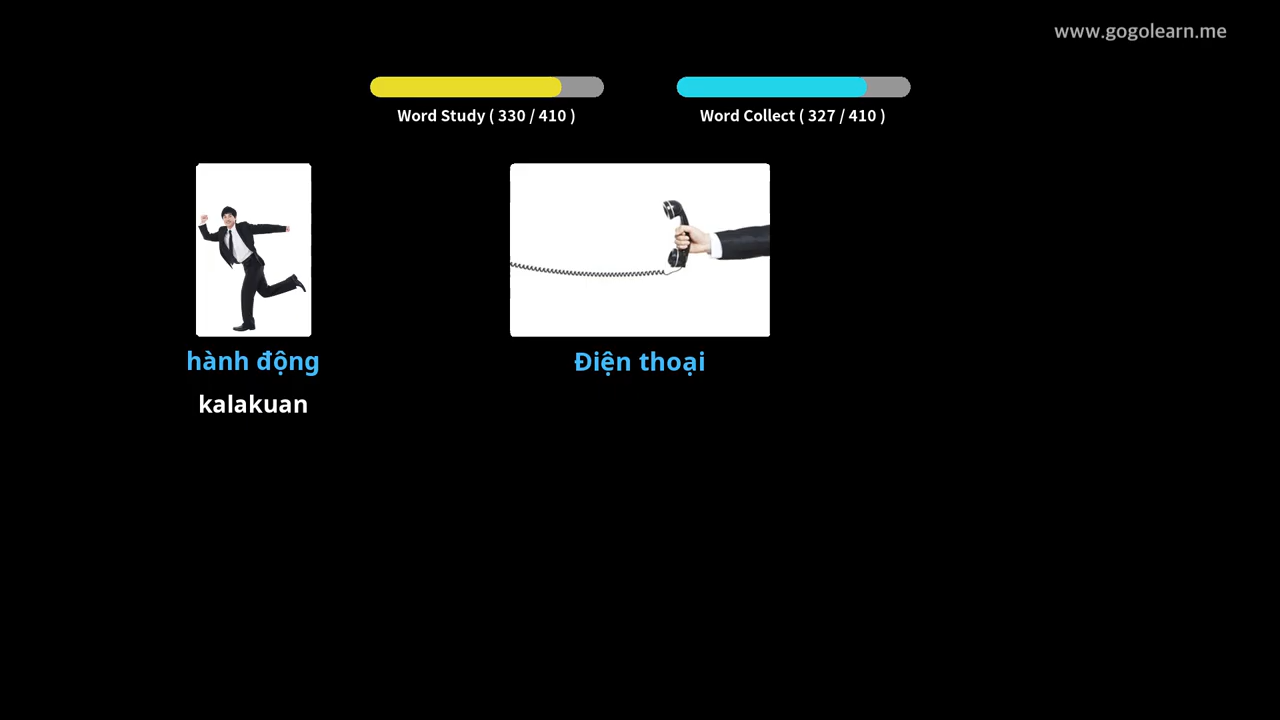 www.gogolearn.me
Word Study ( 330 / 410 )
Word Collect ( 327 / 410 )
hành động
Điện thoại
kalakuan